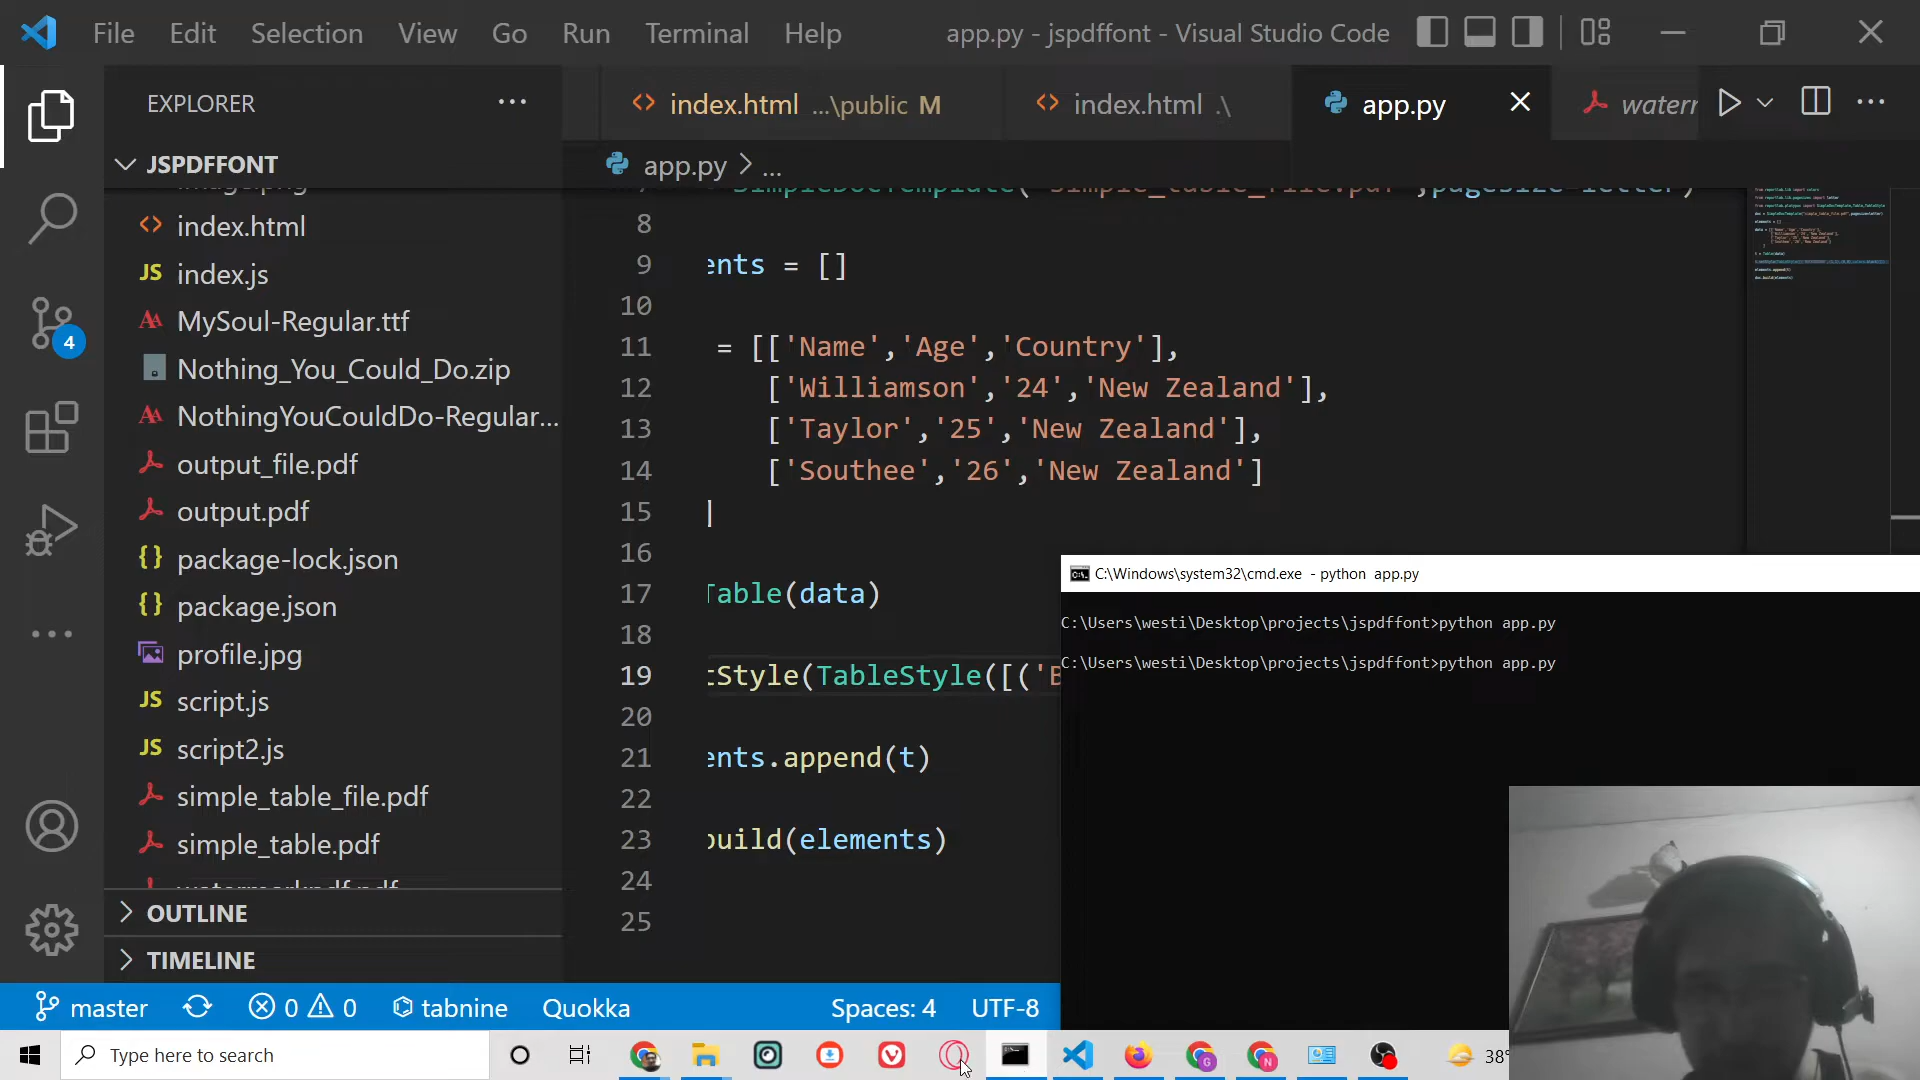 File Edit Selection View Go Run Terminal Help app.py - jspdffont - Visual Studio Code
EXPLORER
index.html ...\public M
index.html .\
app.py
JSPDFFONT
app.py > ...
index.html
index.js
MySoul-Regular.ttf
Nothing_You_Could_Do.zip
NothingYouCouldDo-Regular...
output_file.pdf
output.pdf
package-lock.json
package.json
profile.jpg
script.js
script2.js
simple_table_file.pdf
simple_table.pdf
OUTLINE
TIMELINE
4
8
9 ents = []
10
11 = [['Name','Age','Country'],
12 ['Williamson','24','New Zealand'],
13 ['Taylor','25','New Zealand'],
14 ['Southee','26','New Zealand']
15
16
17 Table(data)
18
19 tStyle(TableStyle([('B
20
21 ents.append(t)
22
23 build(elements)
24
25
C:\Windows\system32\cmd.exe - python app.py
C:\Users\westi\Desktop\projects\jspdffont>python app.py
C:\Users\westi\Desktop\projects\jspdffont>python app.py
master 0 0 tabnine Quokka Spaces: 4 UTF-8
Type here to search
38°